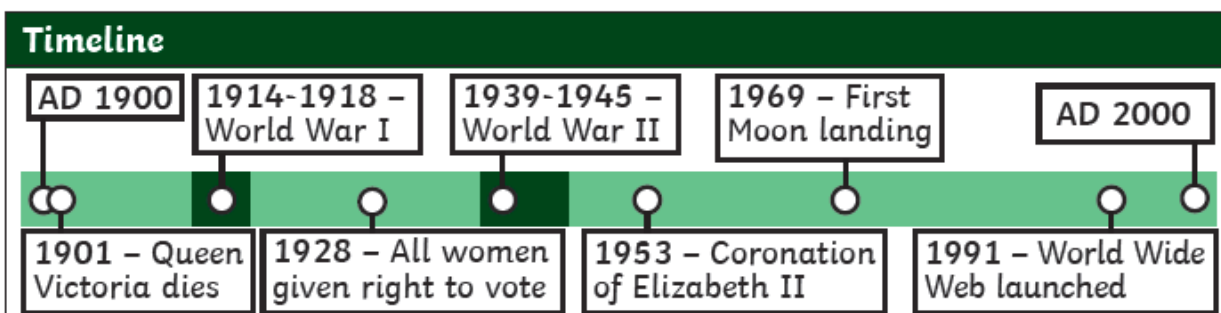 Timeline
AD 1900
1914-1918 –
World War I
1939-1945 –
World War II
1969 – First
Moon landing
AD 2000
1901 – Queen
Victoria dies
1928 – All women
given right to vote
1953 – Coronation
of Elizabeth II
1991 – World Wide
Web launched